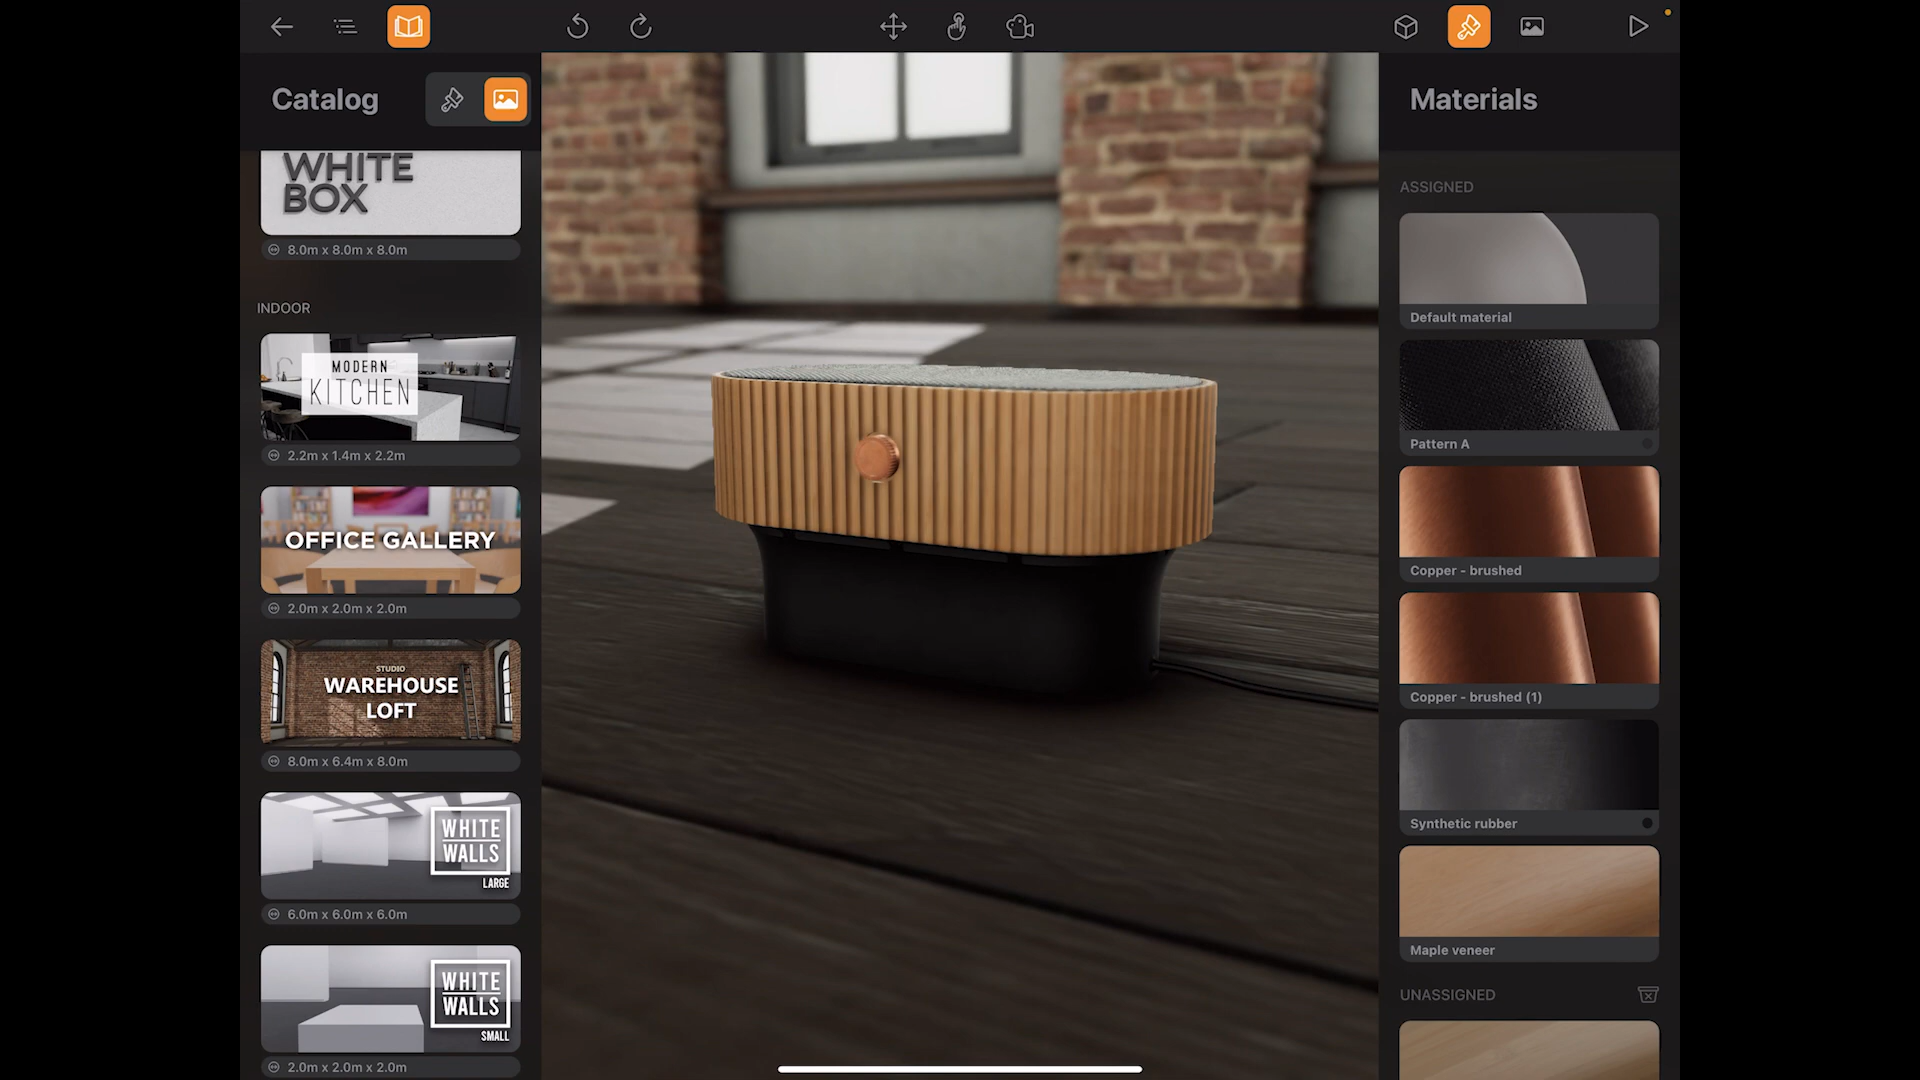 Catalog
WHITE
BOX
8.0m x 8.0m x 8.0m
INDOOR
MODERN
KITCHEN
2.2m x 1.4m x 2.2m
OFFICE GALLERY
2.0m x 2.0m x 2.0m
STUDIO
WAREHOUSE
LOFT
8.0m x 6.4m x 8.0m
WHITE
WALLS
LARGE
6.0m x 6.0m x 6.0m
WHITE
WALLS
SMALL
2.0m x 2.0m x 2.0m
Materials
ASSIGNED
Default material
Pattern A
Copper - brushed
Copper - brushed (1)
Synthetic rubber
Maple veneer
UNASSIGNED